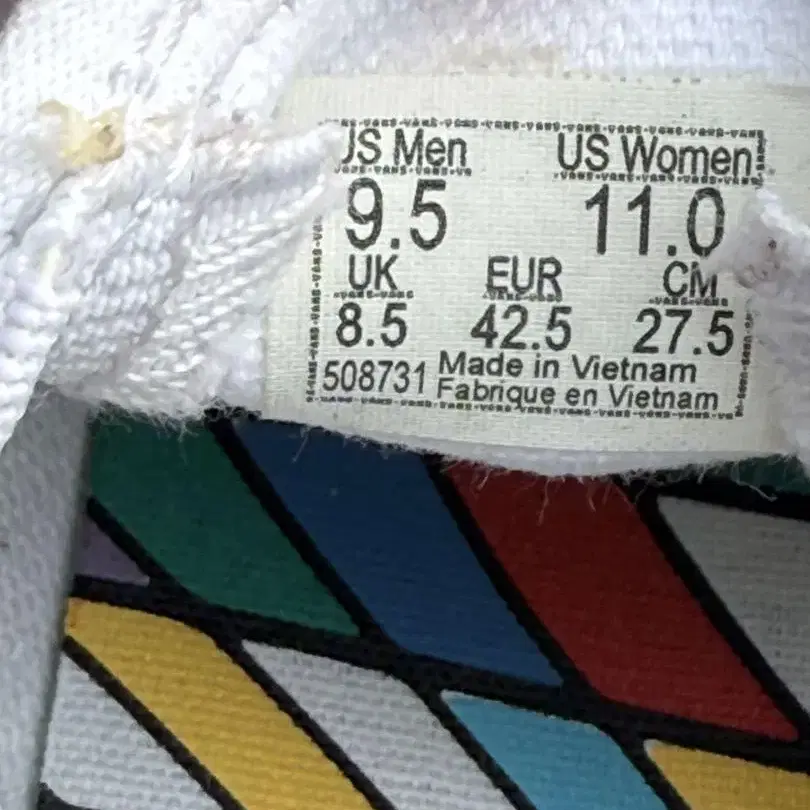 US Men US Women
9.5 11.0
UK EUR CM
8.5 42.5 27.5
508731 Made in Vietnam
Fabrique en Vietnam